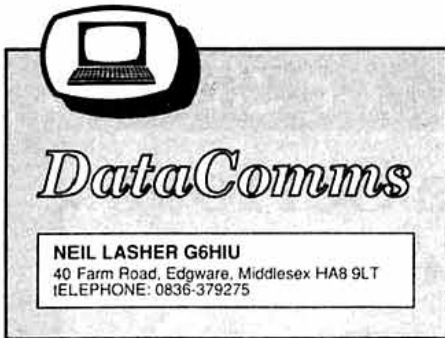 DataComms
NEIL LASHER G6HIU
40 Farm Road, Edgware, Middlesex HA8 9LT
tELEPHONE: 0836-379275